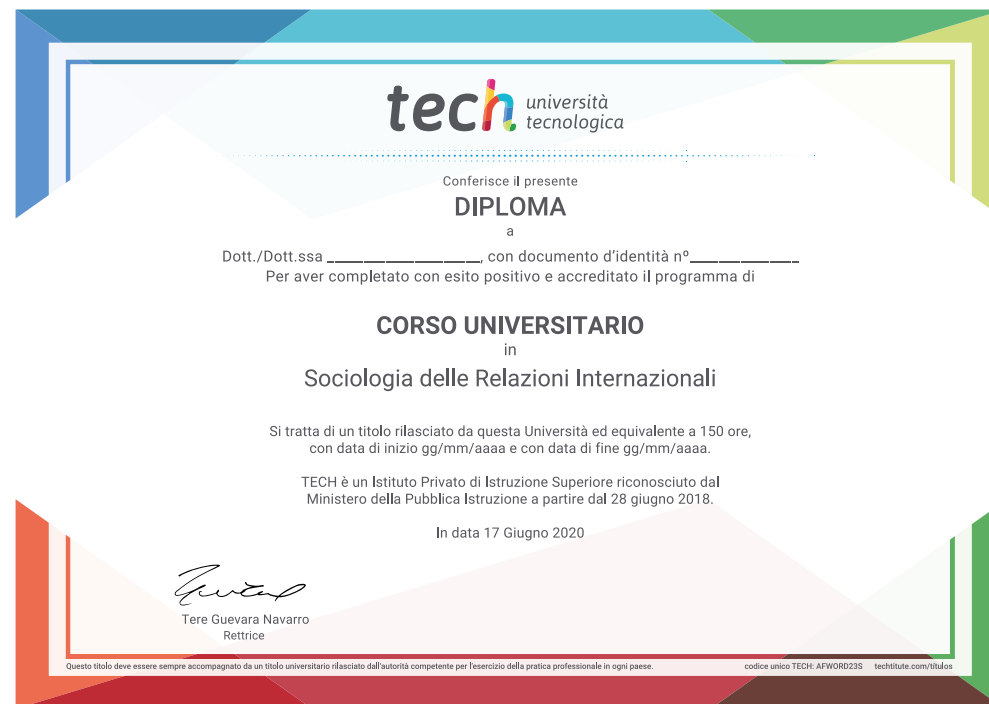 tech università
tecnologica
Conferisce il presente
DIPLOMA
a
Dott./Dott.ssa ____________________, con documento d'identità nº______________
Per aver completato con esito positivo e accreditato il programma di
CORSO UNIVERSITARIO
in
Sociologia delle Relazioni Internazionali
Si tratta di un titolo rilasciato da questa Università ed equivalente a 150 ore,
con data di inizio gg/mm/aaaa e con data di fine gg/mm/aaaa.
TECH è un Istituto Privato di Istruzione Superiore riconosciuto dal
Ministero della Pubblica Istruzione a partire dal 28 giugno 2018.
In data 17 Giugno 2020
Tere Guevara Navarro
Rettrice
Questo titolo deve essere sempre accompagnato da un titolo universitario rilasciato dall'autorità competente per l'esercizio della pratica professionale in ogni paese. codice unico TECH: AFWORD23S techtitute.com/títulos